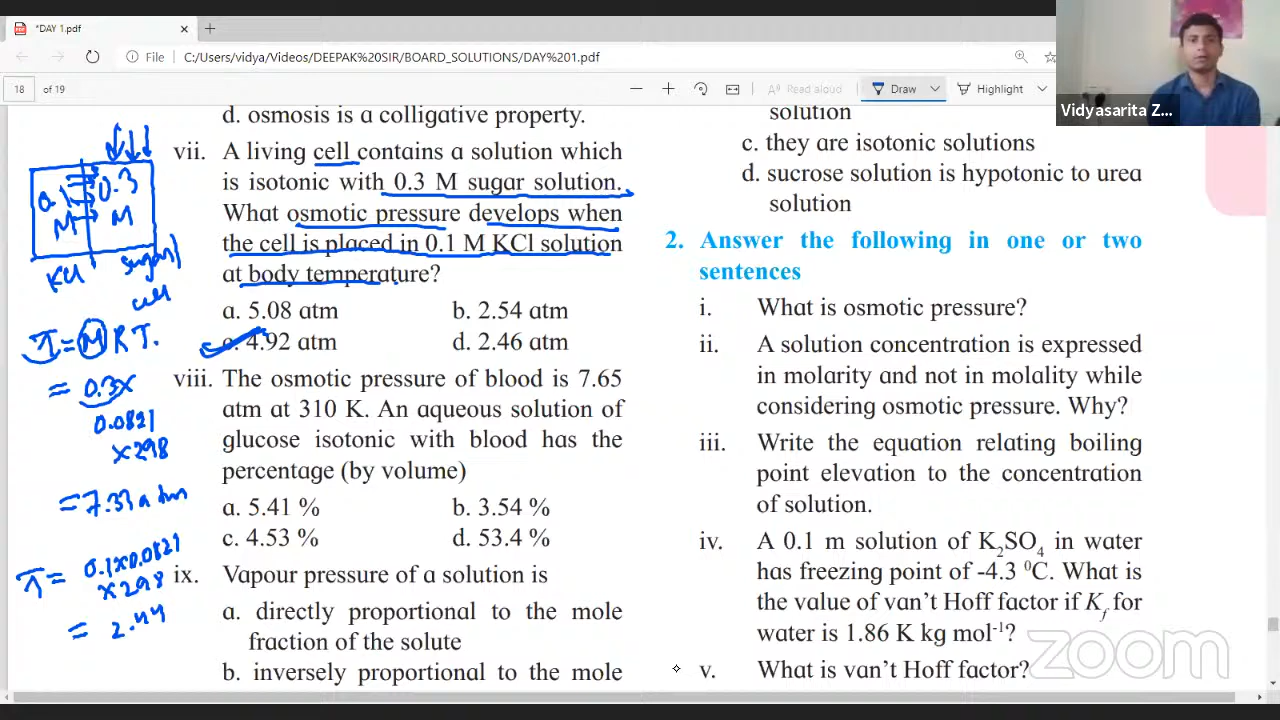 *DAY 1.pdf
File
C:/Users/vidya/Videos/DEEPAK%20SIR/BOARD_SOLUTIONS/DAY%201.pdf
18 of 19
Read aloud
Draw
Highlight
Vidyasarita Z...
d. osmosis is a colligative property.
vii. A living cell contains a solution which
is isotonic with 0.3 M sugar solution.
What osmotic pressure develops when
the cell is placed in 0.1 M KCl solution
at body temperature?
a. 5.08 atm b. 2.54 atm
c. 4.92 atm d. 2.46 atm
viii. The osmotic pressure of blood is 7.65
atm at 310 K. An aqueous solution of
glucose isotonic with blood has the
percentage (by volume)
a. 5.41 % b. 3.54 %
c. 4.53 % d. 53.4 %
ix. Vapour pressure of a solution is
a. directly proportional to the mole
fraction of the solute
b. inversely proportional to the mole
0.1 M
0.3 M
KCl
sugar/
cell
π = M R T.
= 0.3x
0.0821
x298
= 7.33 atm
π = 0.1x0.0821
x298
= 2.44
solution
c. they are isotonic solutions
d. sucrose solution is hypotonic to urea
solution
2. Answer the following in one or two
sentences
i. What is osmotic pressure?
ii. A solution concentration is expressed
in molarity and not in molality while
considering osmotic pressure. Why?
iii. Write the equation relating boiling
point elevation to the concentration
of solution.
iv. A 0.1 m solution of K₂SO₄ in water
has freezing point of -4.3 ⁰C. What is
the value of van’t Hoff factor if Kf for
water is 1.86 K kg mol⁻¹?
v. What is van’t Hoff factor?
zoom